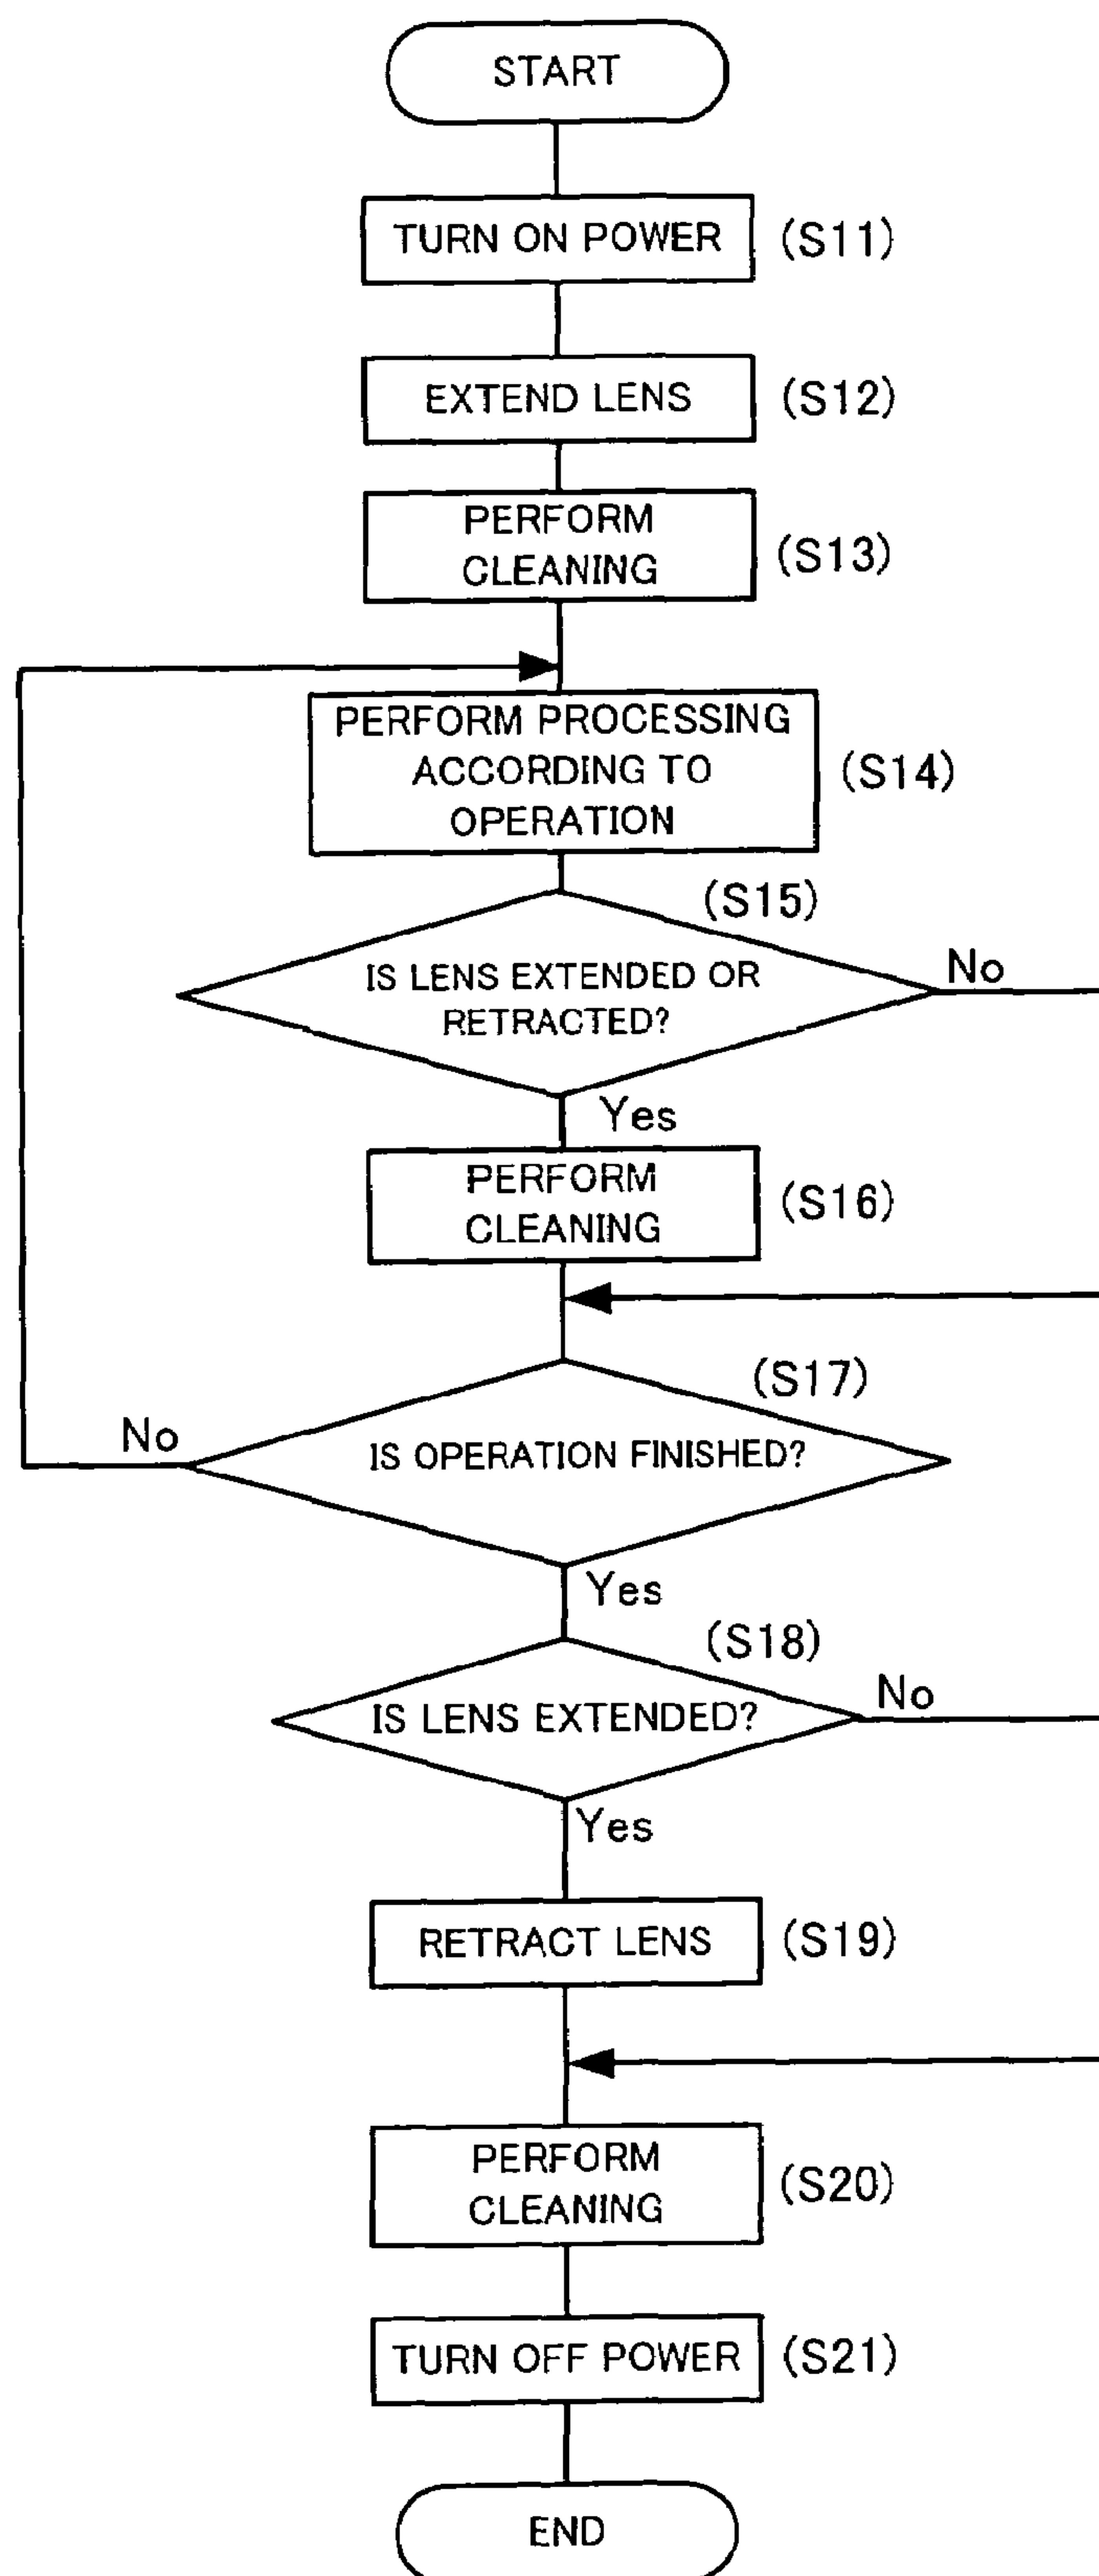 START
TURN ON POWER
(S11)
EXTEND LENS
(S12)
PERFORM
CLEANING
(S13)
PERFORM PROCESSING
ACCORDING TO
OPERATION
(S14)
(S15)
IS LENS EXTENDED OR
RETRACTED?
No
Yes
PERFORM
CLEANING
(S16)
(S17)
No
IS OPERATION FINISHED?
Yes
(S18)
No
IS LENS EXTENDED?
Yes
RETRACT LENS
(S19)
PERFORM
CLEANING
(S20)
TURN OFF POWER
(S21)
END